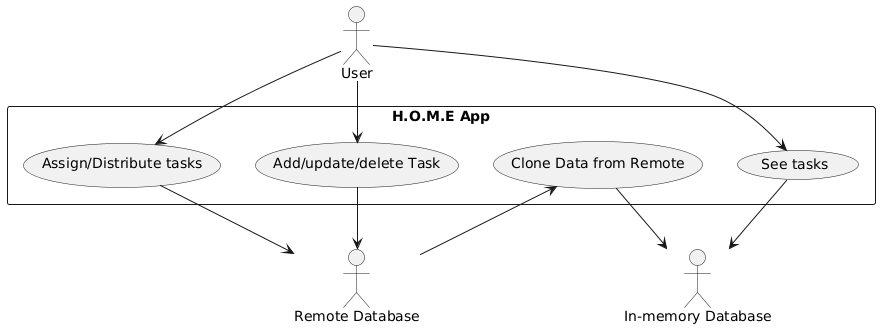 User
H.O.M.E App
Assign/Distribute tasks
Add/update/delete Task
Clone Data from Remote
See tasks
Remote Database
In-memory Database